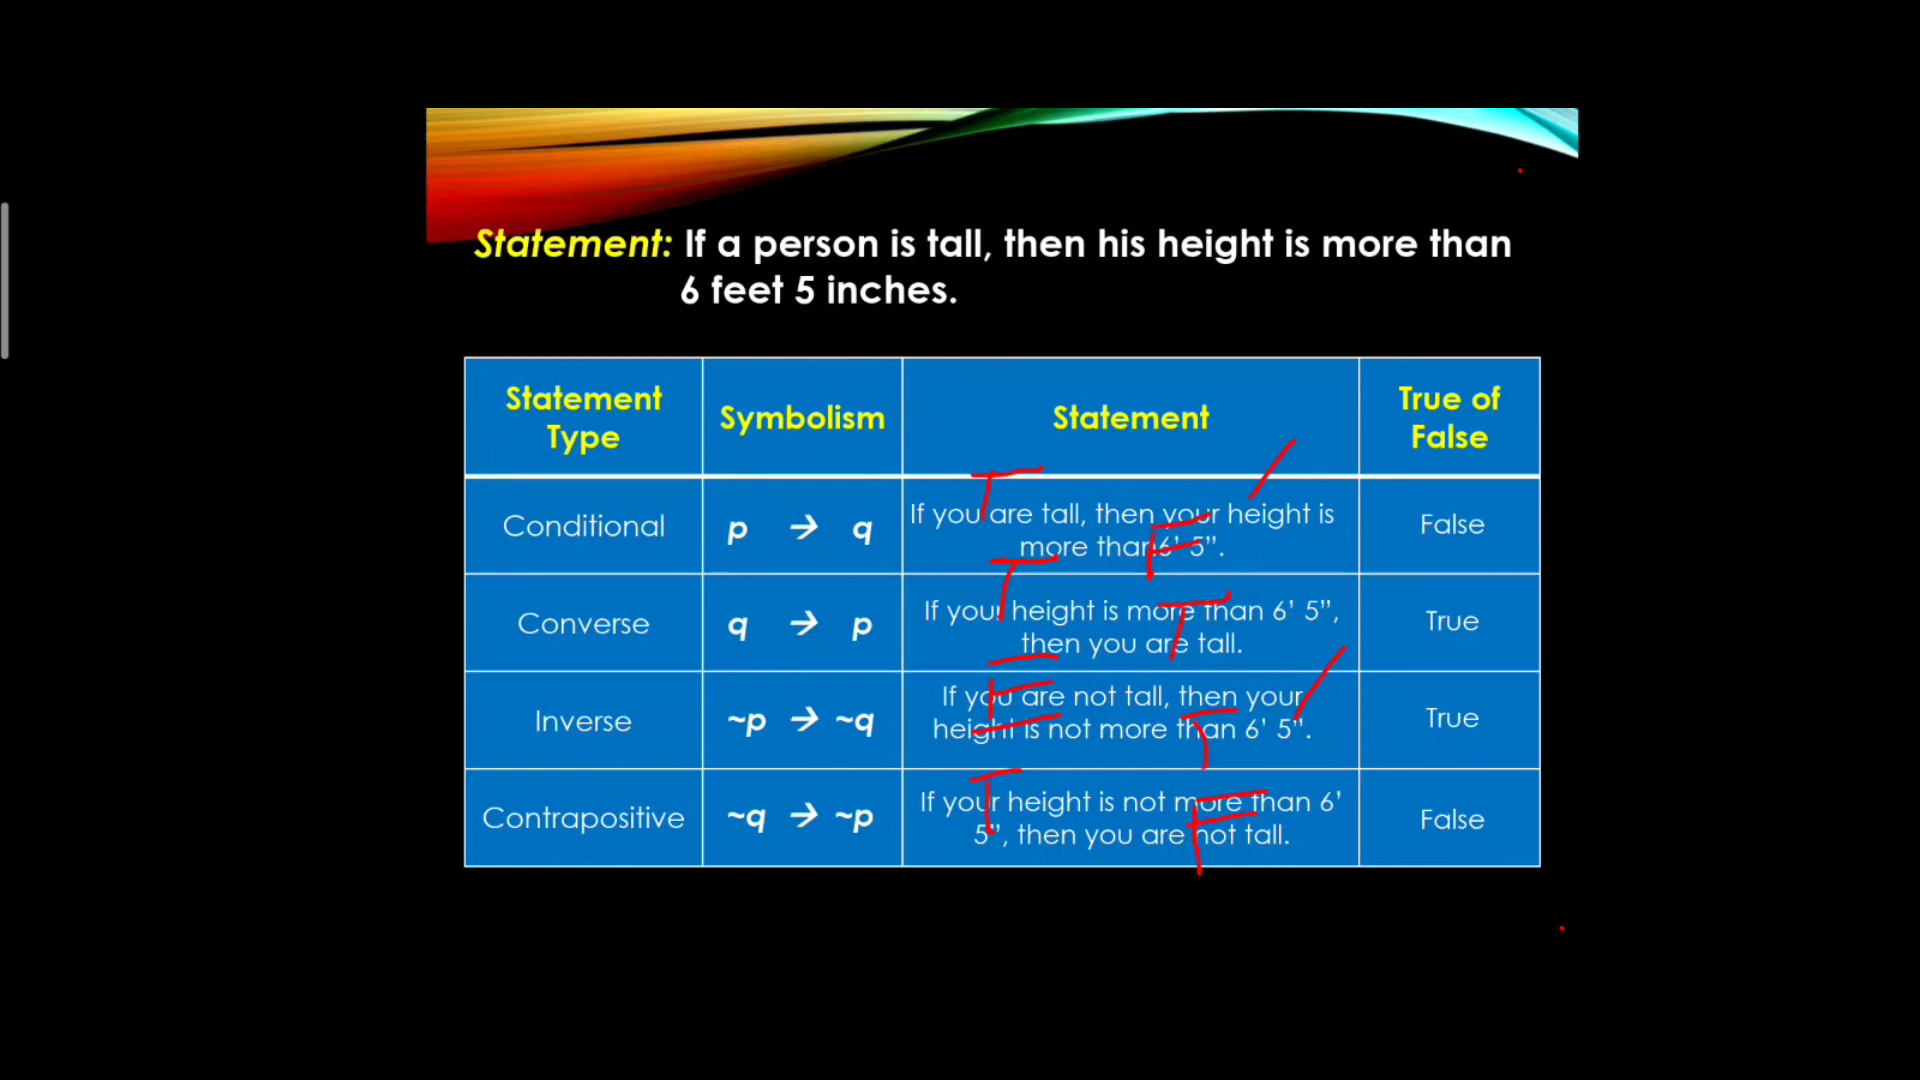 Statement: If a person is tall, then his height is more than
6 feet 5 inches.
Statement Type Symbolism Statement True of False
Conditional p → q If you are tall, then your height is more than 6' 5”. False
Converse q → p If your height is more than 6' 5”, then you are tall. True
Inverse ~p → ~q If you are not tall, then your height is not more than 6' 5”. True
Contrapositive ~q → ~p If your height is not more than 6' 5”, then you are not tall. False
T
F
T
T
F
T
T
F